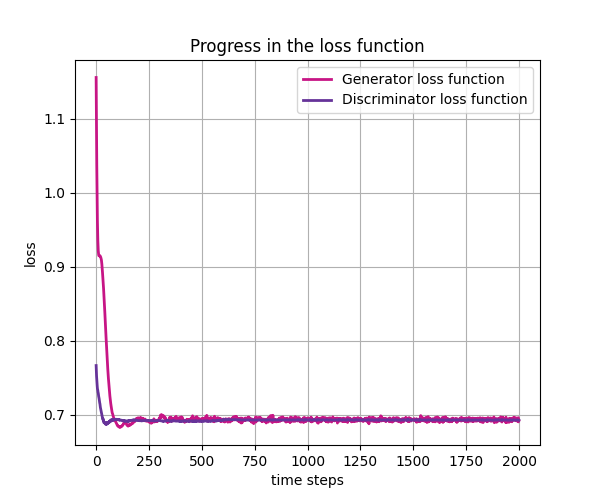 Progress in the loss function
Generator loss function
Discriminator loss function
1.1
1.0
0.9
0.8
0.7
loss
0 250 500 750 1000 1250 1500 1750 2000
time steps